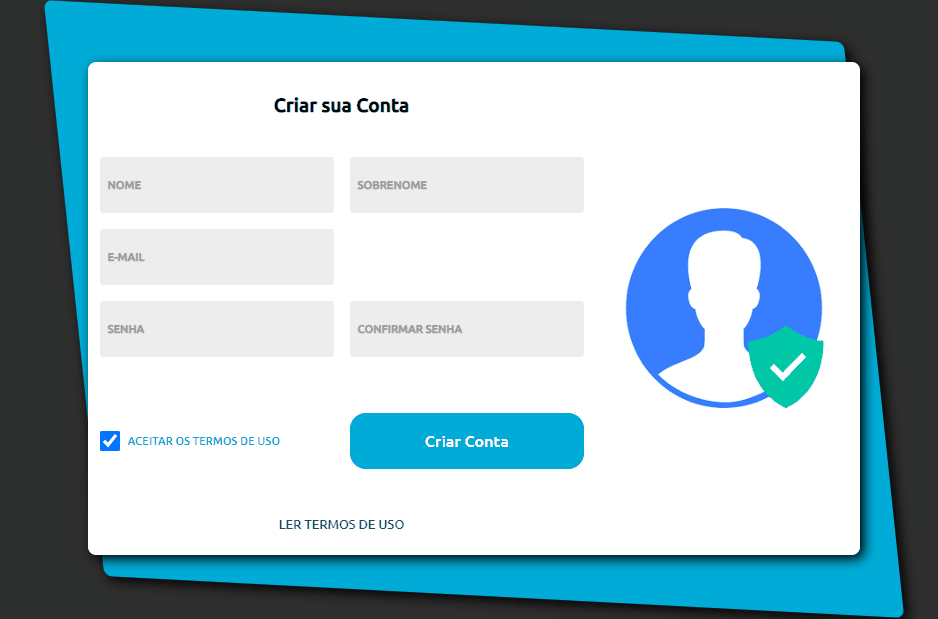 Criar sua Conta
NOME
SOBRENOME
E-MAIL
SENHA
CONFIRMAR SENHA
ACEITAR OS TERMOS DE USO
Criar Conta
LER TERMOS DE USO